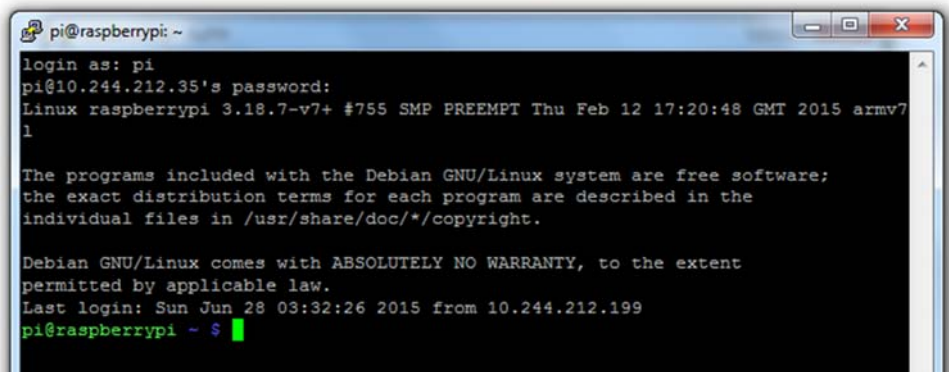 pi@raspberrypi: ~
login as: pi
pi@10.244.212.35's password:
Linux raspberrypi 3.18.7-v7+ #755 SMP PREEMPT Thu Feb 12 17:20:48 GMT 2015 armv7
l
The programs included with the Debian GNU/Linux system are free software;
the exact distribution terms for each program are described in the
individual files in /usr/share/doc/*/copyright.
Debian GNU/Linux comes with ABSOLUTELY NO WARRANTY, to the extent
permitted by applicable law.
Last login: Sun Jun 28 03:32:26 2015 from 10.244.212.199
pi@raspberrypi ~ $